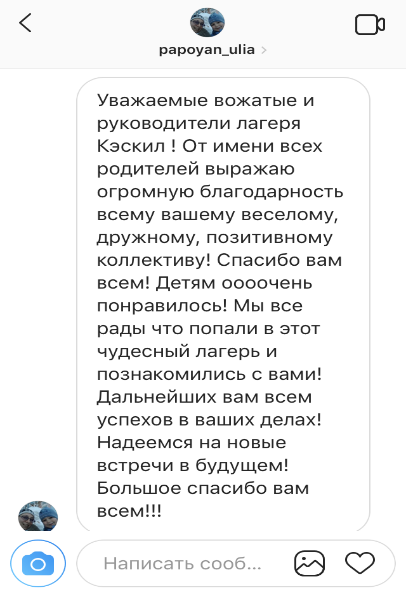 papoyan_ulia
Уважаемые вожатые и
руководители лагеря
Кэскил ! От имени всех
родителей выражаю
огромную благодарность
всему вашему веселому,
дружному, позитивному
коллективу! Спасибо вам
всем! Детям оооочень
понравилось! Мы все
рады что попали в этот
чудесный лагерь и
познакомились с вами!
Дальнейших вам всем
успехов в ваших делах!
Надеемся на новые
встречи в будущем!
Большое спасибо вам
всем!!!
Написать сооб...